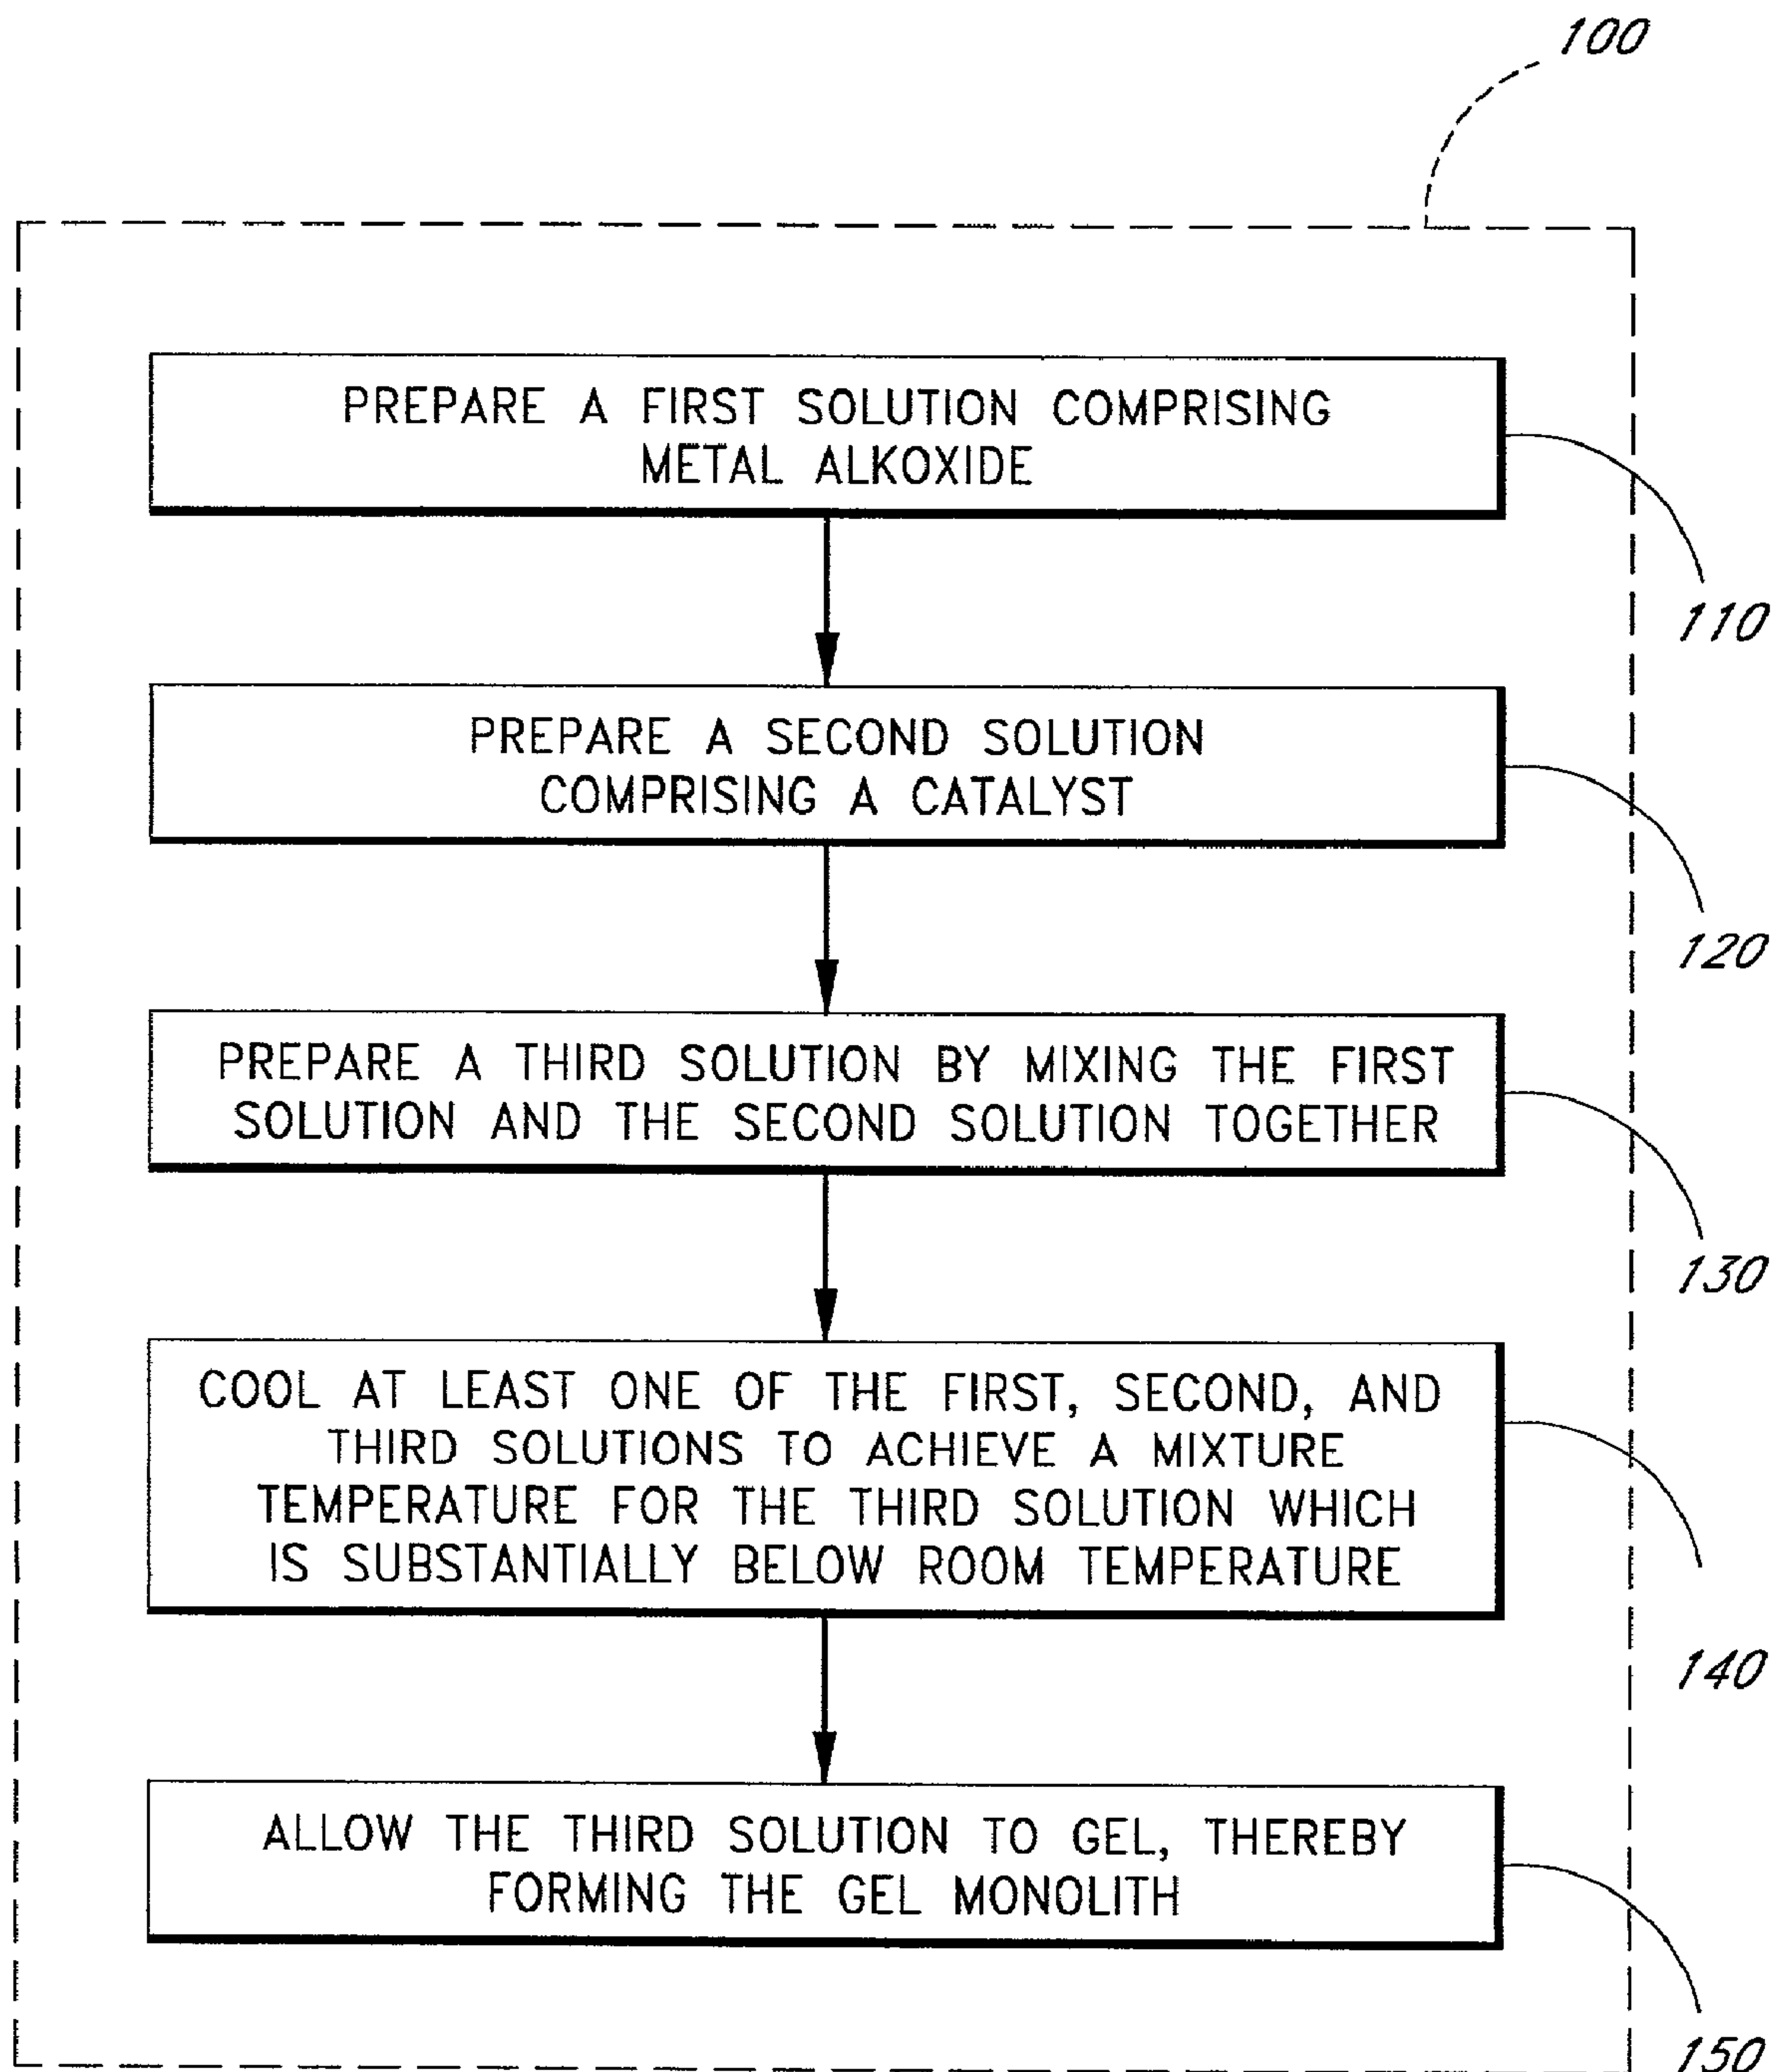 100
PREPARE A FIRST SOLUTION COMPRISING
METAL ALKOXIDE
110
PREPARE A SECOND SOLUTION
COMPRISING A CATALYST
120
PREPARE A THIRD SOLUTION BY MIXING THE FIRST
SOLUTION AND THE SECOND SOLUTION TOGETHER
130
COOL AT LEAST ONE OF THE FIRST, SECOND, AND
THIRD SOLUTIONS TO ACHIEVE A MIXTURE
TEMPERATURE FOR THE THIRD SOLUTION WHICH
IS SUBSTANTIALLY BELOW ROOM TEMPERATURE
140
ALLOW THE THIRD SOLUTION TO GEL, THEREBY
FORMING THE GEL MONOLITH
150